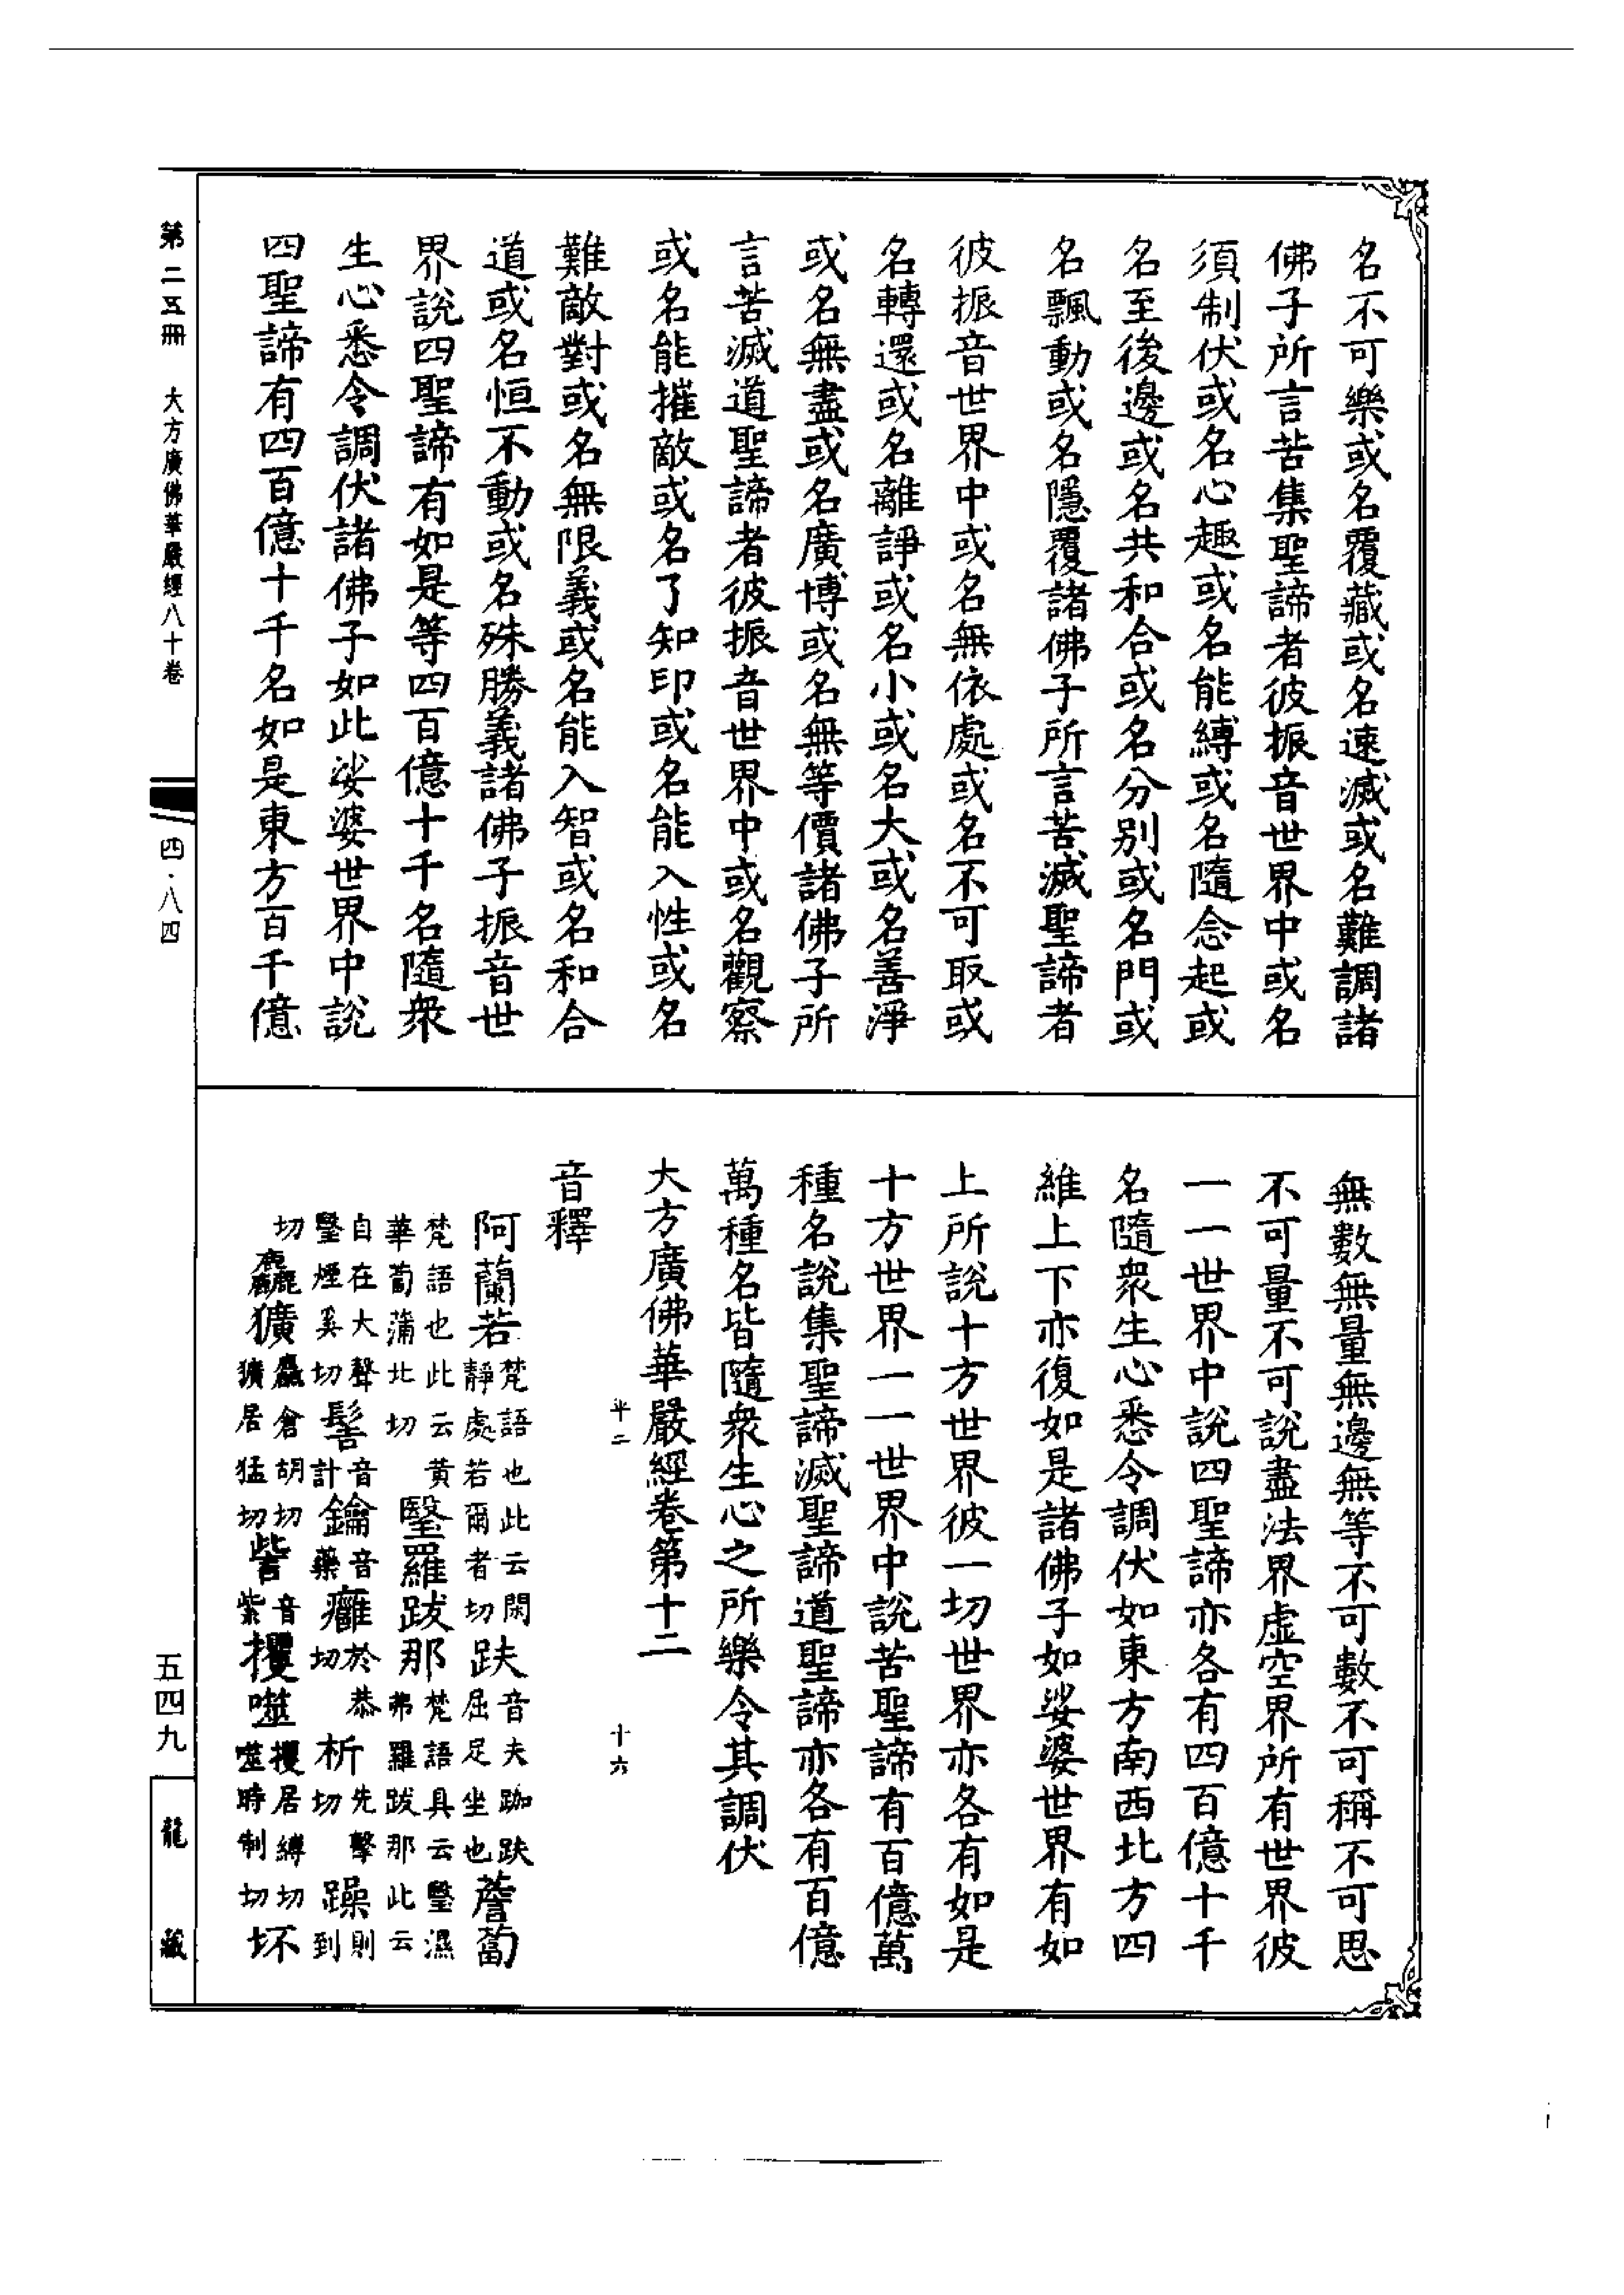 名不可樂或名覆藏或名速滅或名難調諸
佛子所言苦集聖諦者彼振音世界中或名
須制伏或名心趣或名能縛或名隨念起或
名至後邊或名共和合或名分別或名門或
名飄動或名隱覆諸佛子所言苦滅聖諦者
彼振音世界中或名無依處或名不可取或
名轉還或名離諍或名小或名大或名善淨
或名無盡或名廣博或名無等價諸佛子所
言苦滅道聖諦者彼振音世界中或名觀察
或名能摧敵或名了知印或名能入性或名
難敵對或名無限義或名能入智或名和合
道或名恒不動或名殊勝義諸佛子振音世
界說四聖諦有如是等四百億十千名隨衆
生心悉令調伏諸佛子如此娑婆世界中說
四聖諦有四百億十千名如是東方百千億
無數無量無邊無等不可數不可稱不可思
不可量不可說盡法界虛空界所有世界彼
一一世界中說四聖諦亦各有四百億十千
名隨衆生心悉令調伏如東方南西北方四
維上下亦復如是諸佛子如娑婆世界有如
上所說十方世界彼一切世界亦各有如是
十方世界一一世界中說苦聖諦有百億萬
種名說集聖諦滅聖諦道聖諦亦各有百億
萬種名皆隨衆生心之所樂令其調伏
大方廣佛華嚴經卷第十二
平二 十六
音釋
阿蘭若 梵語也此云閑靜處若爾者切 趺 音夫跏趺屈足坐也 薝蔔
梵語也此云黃華蔔蒲北切 毉羅跋那 梵語具云毉濕弗羅跋那此云
自在大聲毉煙奚切 髻 音計 鑰 音藥 癰 於恭切 析 先擊切 躁 則到
切 麤獷 麤倉胡切獷居猛切 訾 音紫 攫噬 攫居縛切噬時制切 坏
第二五冊 大方廣佛華嚴經八十卷
四·八四
五四九
龍藏